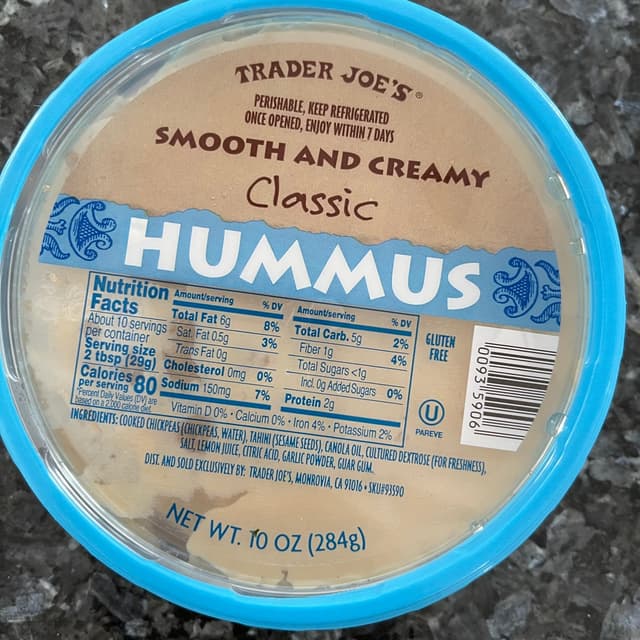 TRADER JOE'S®
PERISHABLE, KEEP REFRIGERATED
ONCE OPENED, ENJOY WITHIN 7 DAYS
SMOOTH AND CREAMY
Classic
HUMMUS
Nutrition
Facts
About 10 servings
per container
Serving size
2 tbsp (29g)
Calories
per serving 80
*Percent Daily Values (DV) are
based on a 2,000 calorie diet.
Amount/serving % DV
Total Fat 6g 8%
Sat. Fat 0.5g 3%
Trans Fat 0g
Cholesterol 0mg 0%
Sodium 150mg 7%
Amount/serving % DV
Total Carb. 5g 2%
Fiber 1g 4%
Total Sugars <1g
Incl. 0g Added Sugars 0%
Protein 2g
Vitamin D 0% • Calcium 0% • Iron 4% • Potassium 2%
GLUTEN
FREE
U
PAREVE
0093 5906
INGREDIENTS: COOKED CHICKPEAS (CHICKPEAS, WATER), TAHINI (SESAME SEEDS), CANOLA OIL, CULTURED DEXTROSE (FOR FRESHNESS),
SALT, LEMON JUICE, CITRIC ACID, GARLIC POWDER, GUAR GUM.
DIST. AND SOLD EXCLUSIVELY BY: TRADER JOE'S, MONROVIA, CA 91016 • SKU#93590
NET WT. 10 OZ (284g)